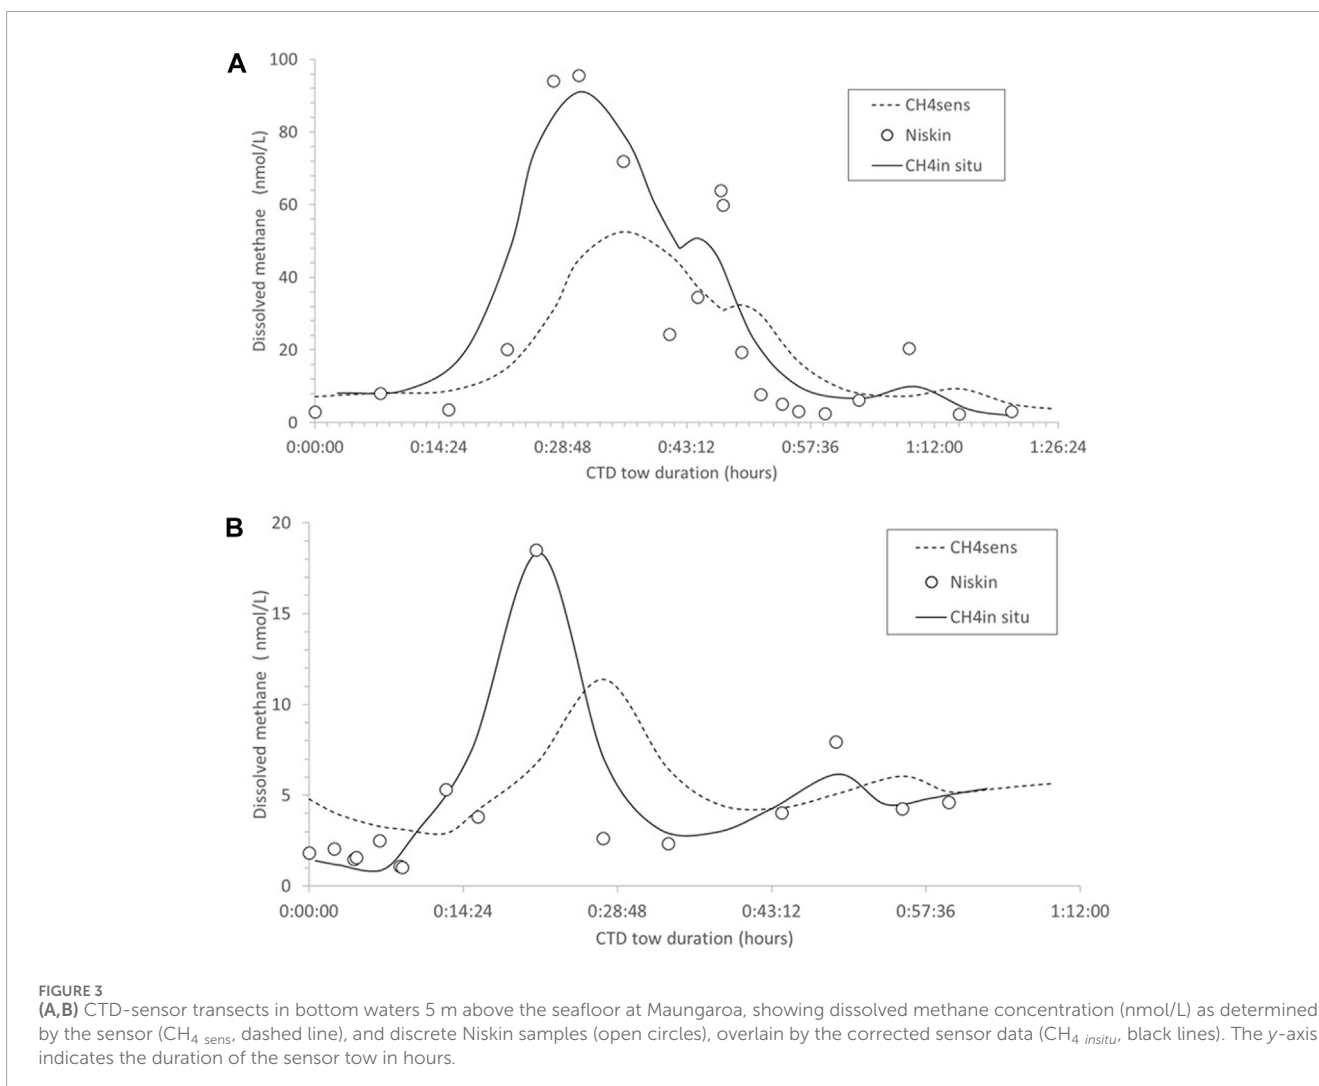 A
100
80
60
40
20
0
Dissolved methane (nmol/L)
CH4sens
Niskin
CH4in situ
0:00:00 0:14:24 0:28:48 0:43:12 0:57:36 1:12:00 1:26:24
CTD tow duration (hours)
B
20
15
10
5
0
Dissolved methane ( nmol/L)
CH4sens
Niskin
CH4in situ
0:00:00 0:14:24 0:28:48 0:43:12 0:57:36 1:12:00
CTD tow duration (hours)
FIGURE 3
(A,B) CTD-sensor transects in bottom waters 5 m above the seafloor at Maungaroa, showing dissolved methane concentration (nmol/L) as determined
by the sensor (CH4 sens, dashed line), and discrete Niskin samples (open circles), overlain by the corrected sensor data (CH4 insitu, black lines). The y-axis
indicates the duration of the sensor tow in hours.